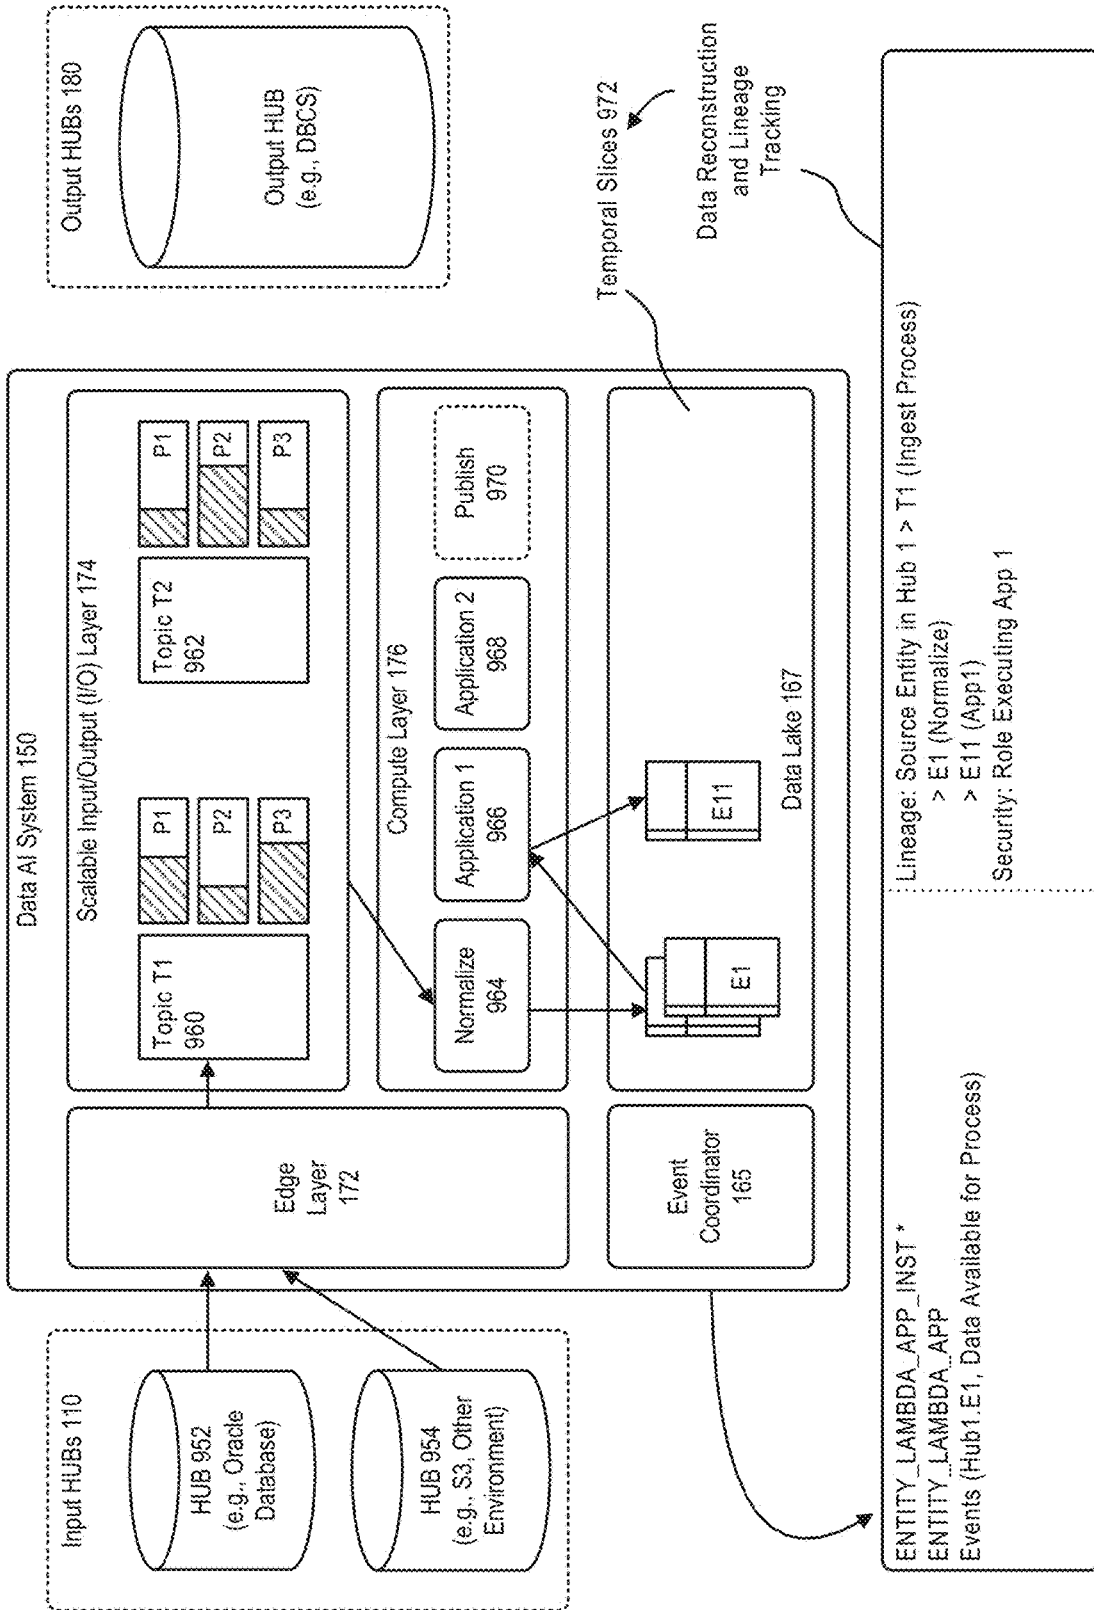 Input HUBs 110
HUB 952
(e.g., Oracle
Database)
HUB 954
(e.g., S3, Other
Environment)
Data AI System 150
Edge
Layer
172
Scalable Input/Output (I/O) Layer 174
Topic T1
960
P1
P2
P3
Topic T2
962
P1
P2
P3
Compute Layer 176
Normalize
964
Application 1
966
Application 2
968
Publish
970
Event
Coordinator
165
E1
E11
Data Lake 167
Output HUBs 180
Output HUB
(e.g., DBCS)
Temporal Slices 972
Data Reconstruction
and Lineage
Tracking
ENTITY_LAMBDA_APP_INST *
ENTITY_LAMBDA_APP
Events (Hub1.E1, Data Available for Process)
Lineage: Source Entity in Hub 1 > T1 (Ingest Process)
> E1 (Normalize)
> E11 (App1)
Security: Role Executing App 1